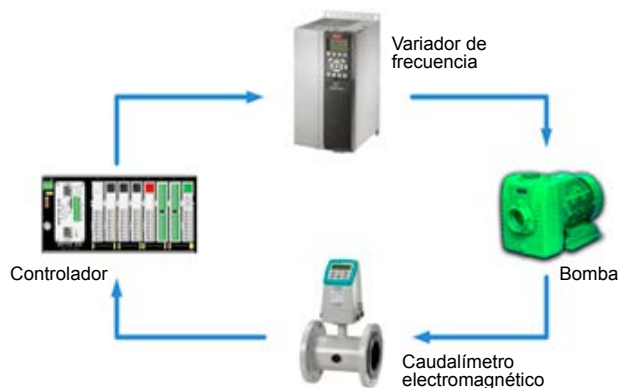 Variador de
frecuencia
Controlador
Bomba
Caudalímetro
electromagnético